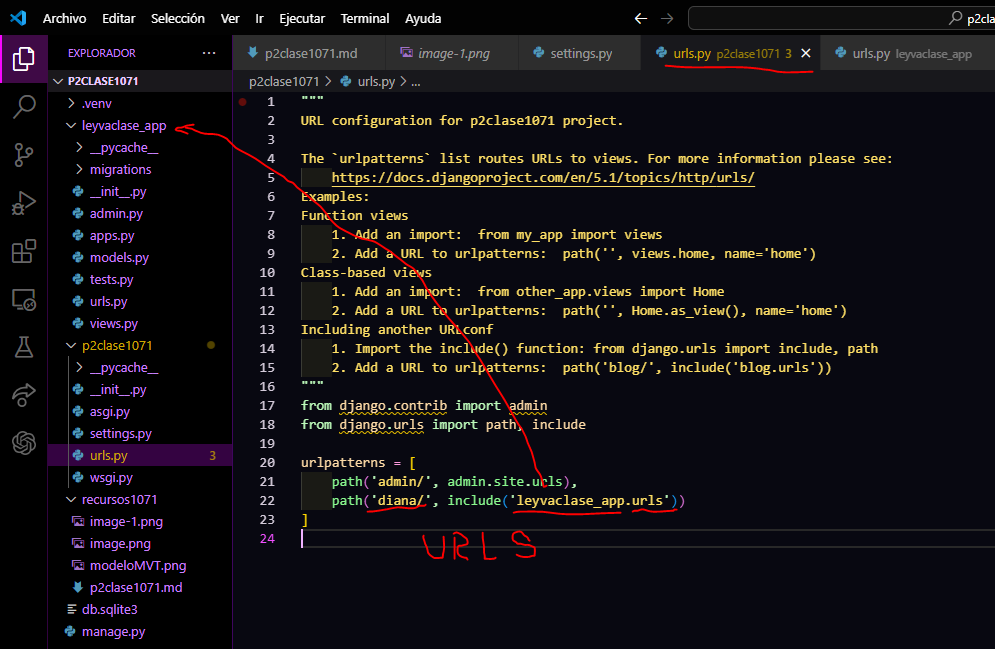 Archivo Editar Selección Ver Ir Ejecutar Terminal Ayuda
p2cla
EXPLORADOR ...
p2clase1071.md image-1.png settings.py urls.py p2clase1071 3 urls.py leyvaclase_app
P2CLASE1071
p2clase1071 > urls.py > ...
.venv
leyvaclase_app
__pycache__
migrations
__init__.py
admin.py
apps.py
models.py
tests.py
urls.py
views.py
p2clase1071
__pycache__
__init__.py
asgi.py
settings.py
urls.py 3
wsgi.py
recursos1071
image-1.png
image.png
modeloMVT.png
p2clase1071.md
db.sqlite3
manage.py
1 """
2 URL configuration for p2clase1071 project.
3
4 The `urlpatterns` list routes URLs to views. For more information please see:
5 https://docs.djangoproject.com/en/5.1/topics/http/urls/
6 Examples:
7 Function views
8 1. Add an import:  from my_app import views
9 2. Add a URL to urlpatterns:  path('', views.home, name='home')
10 Class-based views
11 1. Add an import:  from other_app.views import Home
12 2. Add a URL to urlpatterns:  path('', Home.as_view(), name='home')
13 Including another URLconf
14 1. Import the include() function: from django.urls import include, path
15 2. Add a URL to urlpatterns:  path('blog/', include('blog.urls'))
16 """
17 from django.contrib import admin
18 from django.urls import path, include
19
20 urlpatterns = [
21 path('admin/', admin.site.urls),
22 path('diana/', include('leyvaclase_app.urls'))
23 ]
24
URLS